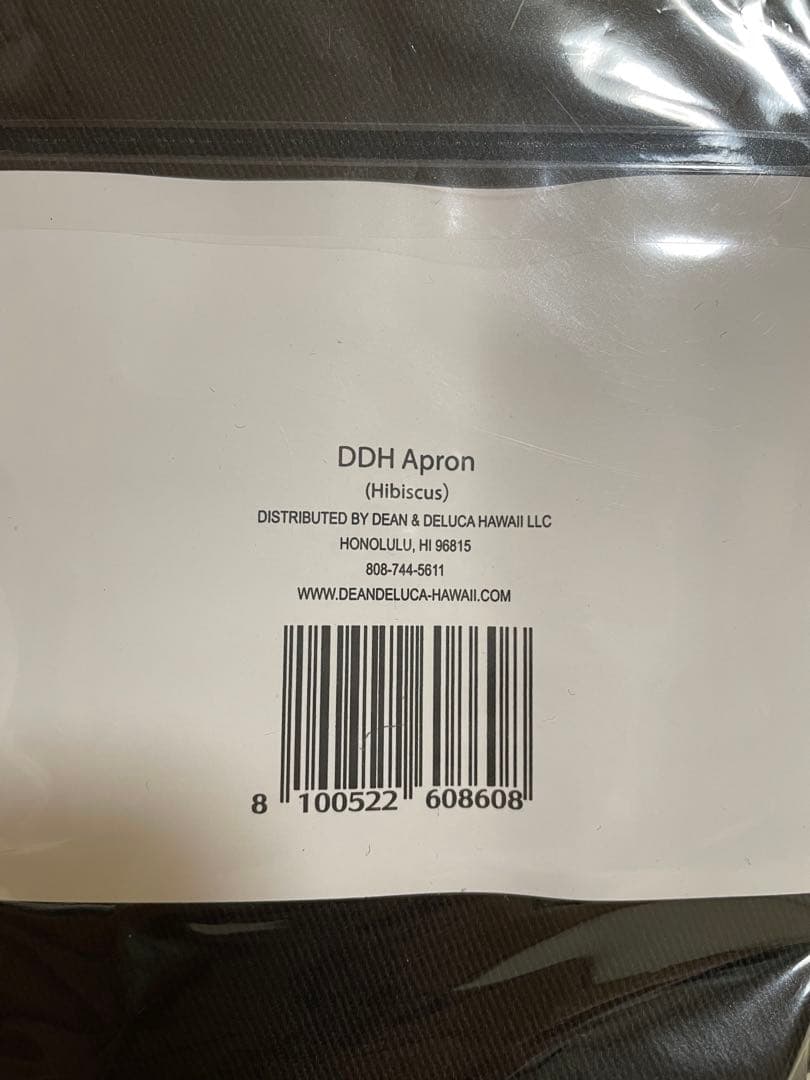 DDH Apron
(Hibiscus)
DISTRIBUTED BY DEAN & DELUCA HAWAII LLC
HONOLULU, HI 96815
808-744-5611
WWW.DEANDELUCA-HAWAII.COM
8 100522 608608